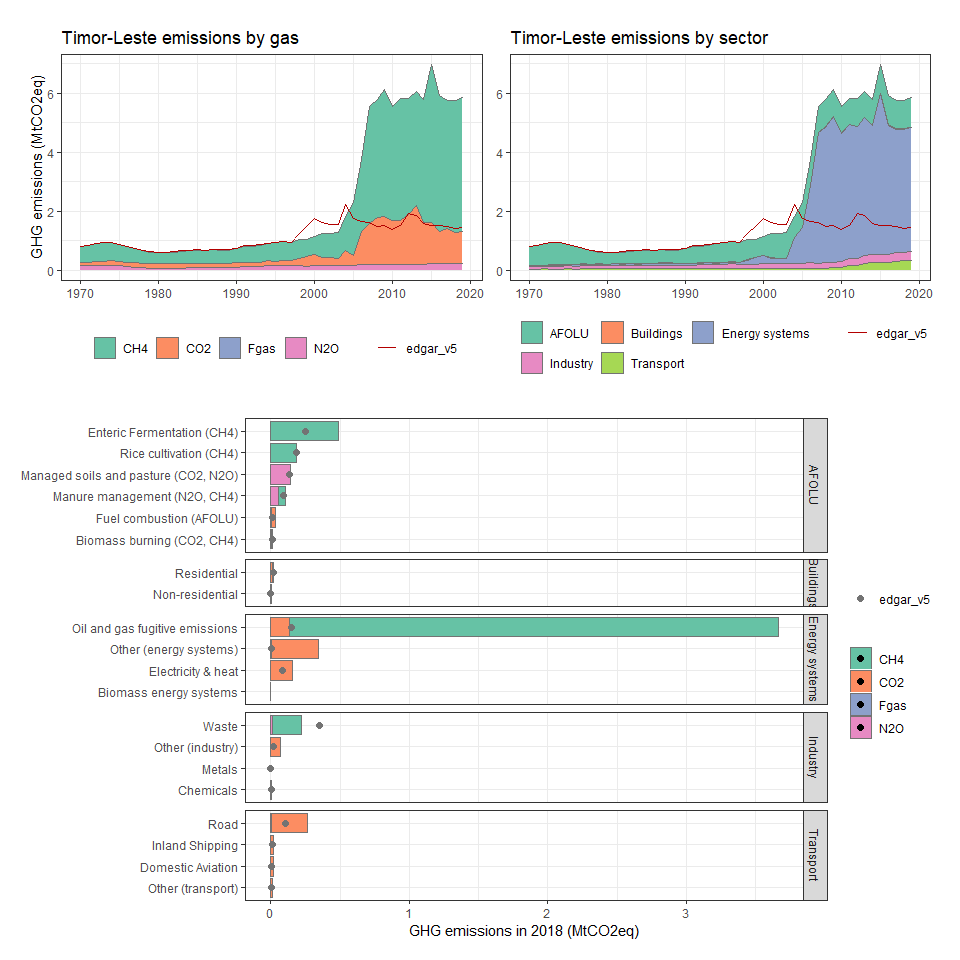 Timor-Leste emissions by gas
GHG emissions (MtCO2eq)
6
4
2
0
1970 1980 1990 2000 2010 2020
CH4 CO2 Fgas N2O edgar_v5
Timor-Leste emissions by sector
6
4
2
0
1970 1980 1990 2000 2010 2020
AFOLU Buildings Energy systems edgar_v5
Industry Transport
Enteric Fermentation (CH4)
Rice cultivation (CH4)
Managed soils and pasture (CO2, N2O)
Manure management (N2O, CH4)
Fuel combustion (AFOLU)
Biomass burning (CO2, CH4)
AFOLU
Residential
Non-residential
Buildings
Oil and gas fugitive emissions
Other (energy systems)
Electricity & heat
Biomass energy systems
Energy systems
Waste
Other (industry)
Metals
Chemicals
Industry
Road
Inland Shipping
Domestic Aviation
Other (transport)
Transport
0 1 2 3
GHG emissions in 2018 (MtCO2eq)
edgar_v5
CH4
CO2
Fgas
N2O